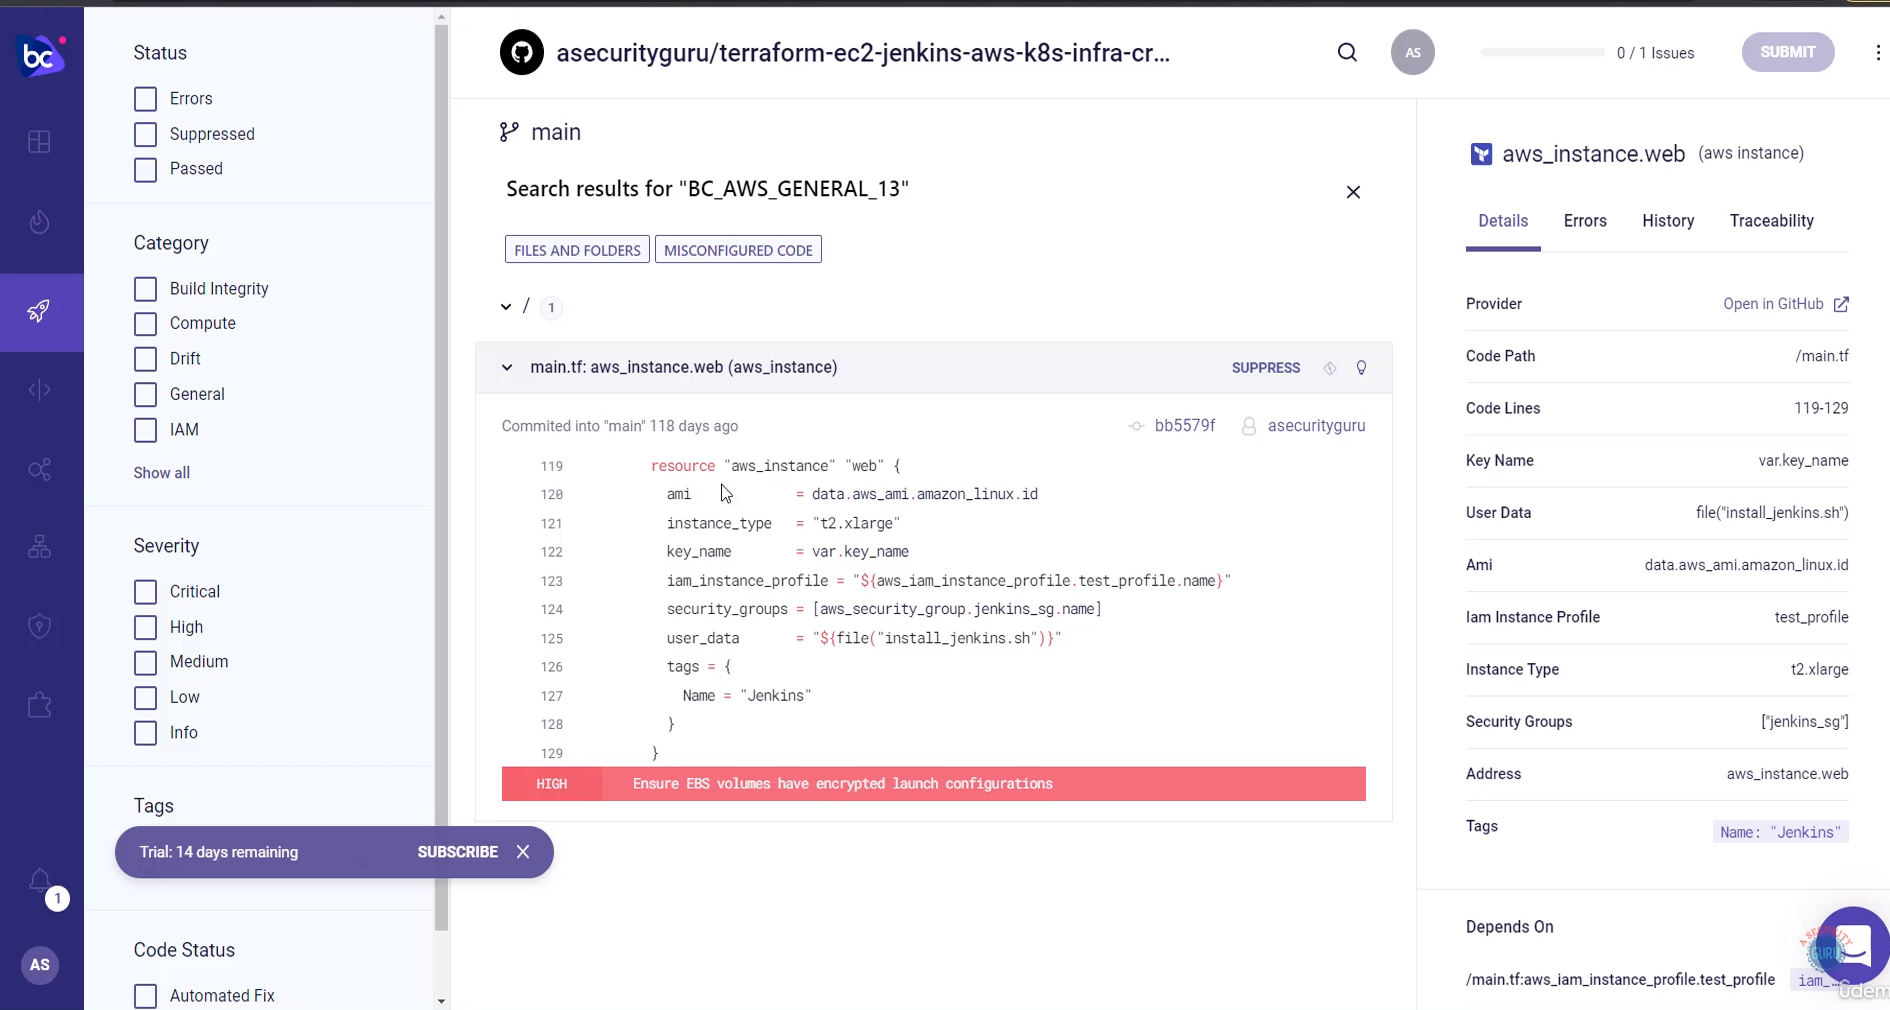 bc
Status
Errors
Suppressed
Passed
Category
Build Integrity
Compute
Drift
General
IAM
Show all
Severity
Critical
High
Medium
Low
Info
Tags
Trial: 14 days remaining SUBSCRIBE
Code Status
Automated Fix
1
AS
asecurityguru/terraform-ec2-jenkins-aws-k8s-infra-cr...
AS
0 / 1 Issues
SUBMIT
main
Search results for "BC_AWS_GENERAL_13"
FILES AND FOLDERS MISCONFIGURED CODE
/ 1
main.tf: aws_instance.web (aws_instance) SUPPRESS
Commited into "main" 118 days ago bb5579f asecurityguru
119 resource "aws_instance" "web" {
120 ami = data.aws_ami.amazon_linux.id
121 instance_type = "t2.xlarge"
122 key_name = var.key_name
123 iam_instance_profile = "${aws_iam_instance_profile.test_profile.name}"
124 security_groups = [aws_security_group.jenkins_sg.name]
125 user_data = "${file("install_jenkins.sh")}"
126 tags = {
127 Name = "Jenkins"
128 }
129 }
HIGH Ensure EBS volumes have encrypted launch configurations
aws_instance.web (aws instance)
Details Errors History Traceability
Provider Open in GitHub
Code Path /main.tf
Code Lines 119-129
Key Name var.key_name
User Data file("install_jenkins.sh")
Ami data.aws_ami.amazon_linux.id
Iam Instance Profile test_profile
Instance Type t2.xlarge
Security Groups ["jenkins_sg"]
Address aws_instance.web
Tags Name: "Jenkins"
Depends On
/main.tf:aws_iam_instance_profile.test_profile iam_...
A SECURITY
GURU
ûdem